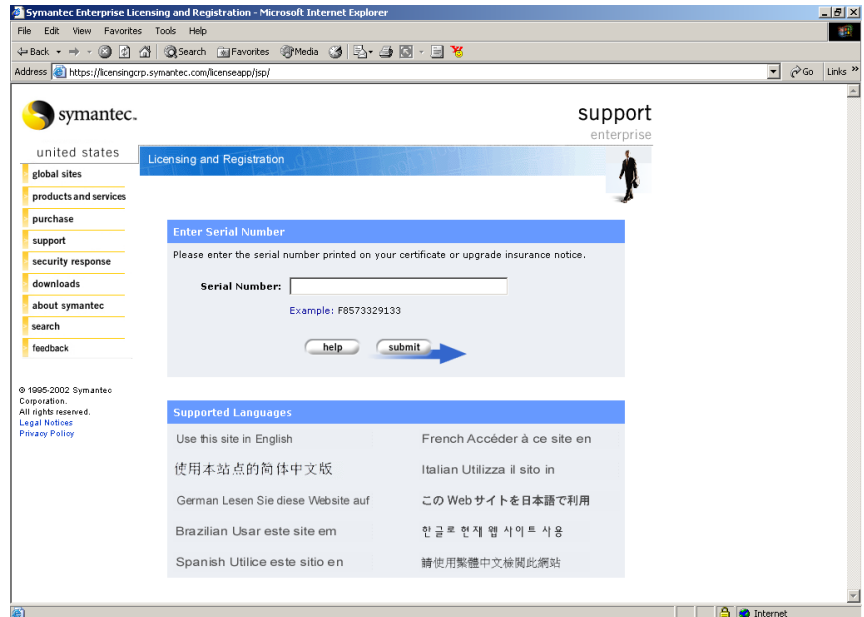 Symantec Enterprise Licensing and Registration - Microsoft Internet Explorer
File Edit View Favorites Tools Help
Back Search Favorites Media
Address https://licensingcrp.symantec.com/licenseapp/jsp/ Go Links »
symantec.
support
enterprise
united states
Licensing and Registration
global sites
products and services
purchase
support
security response
downloads
about symantec
search
feedback
© 1995-2002 Symantec
Corporation.
All rights reserved.
Legal Notices
Privacy Policy
Enter Serial Number
Please enter the serial number printed on your certificate or upgrade insurance notice.
Serial Number:
Example: F8573329133
help submit
Supported Languages
Use this site in English
French Accéder à ce site en
使用本站点的简体中文版
Italian Utilizza il sito in
German Lesen Sie diese Website auf
この Web サイトを日本語で利用
Brazilian Usar este site em
한글로 현재 웹 사이트 사용
Spanish Utilice este sitio en
請使用繁體中文檢閱此網站
Internet